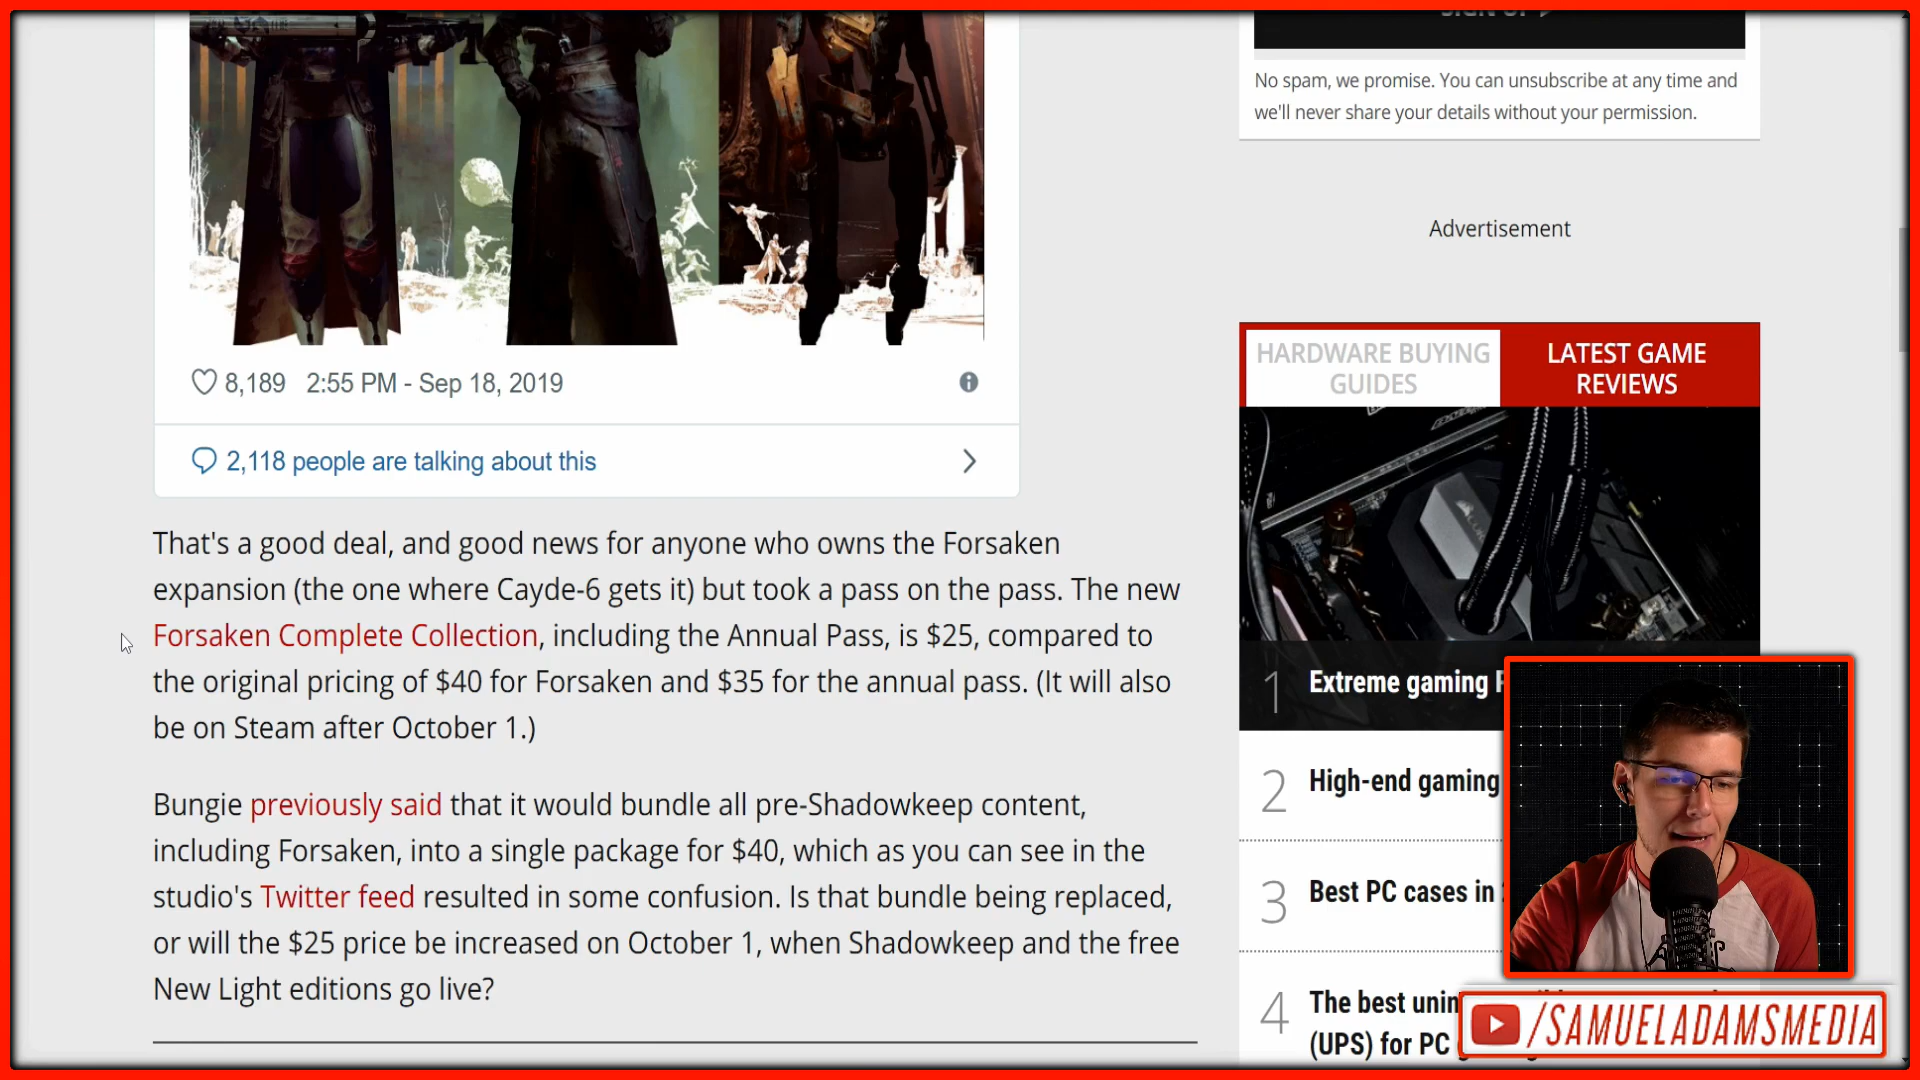 No spam, we promise. You can unsubscribe at any time and
we'll never share your details without your permission.
Advertisement
HARDWARE BUYING
GUIDES
LATEST GAME
REVIEWS
8,189 2:55 PM - Sep 18, 2019
2,118 people are talking about this
That's a good deal, and good news for anyone who owns the Forsaken
expansion (the one where Cayde-6 gets it) but took a pass on the pass. The new
Forsaken Complete Collection, including the Annual Pass, is $25, compared to
the original pricing of $40 for Forsaken and $35 for the annual pass. (It will also
be on Steam after October 1.)
Bungie previously said that it would bundle all pre-Shadowkeep content,
including Forsaken, into a single package for $40, which as you can see in the
studio's Twitter feed resulted in some confusion. Is that bundle being replaced,
or will the $25 price be increased on October 1, when Shadowkeep and the free
New Light editions go live?
1 Extreme gaming
2 High-end gaming
3 Best PC cases in
4 The best
(UPS) for PC
/SAMUELADAMSMEDIA